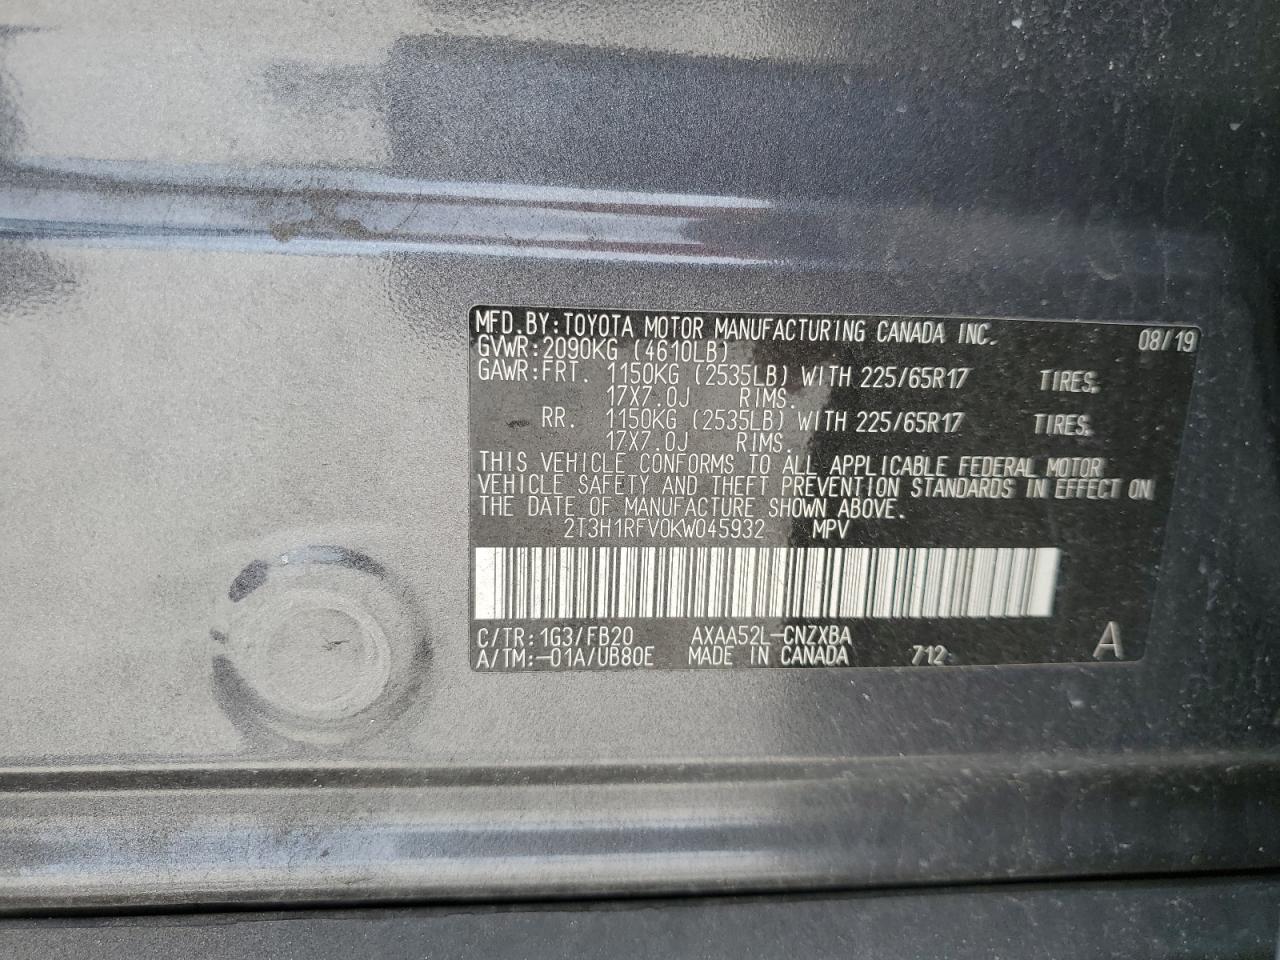 MFD.BY:TOYOTA MOTOR MANUFACTURING CANADA INC. 08/19
GVWR:2090KG (4610LB)
GAWR:FRT. 1150KG (2535LB) WITH 225/65R17 TIRES,
17X7.0J RIMS,
RR. 1150KG (2535LB) WITH 225/65R17 TIRES,
17X7.0J RIMS.
THIS VEHICLE CONFORMS TO ALL APPLICABLE FEDERAL MOTOR
VEHICLE SAFETY AND THEFT PREVENTION STANDARDS IN EFFECT ON
THE DATE OF MANUFACTURE SHOWN ABOVE.
2T3H1RFV0KW045932 MPV
C/TR:1G3/FB20 AXAA52L-CNZXBA
A/TM:-01A/UB80E MADE IN CANADA 712 A